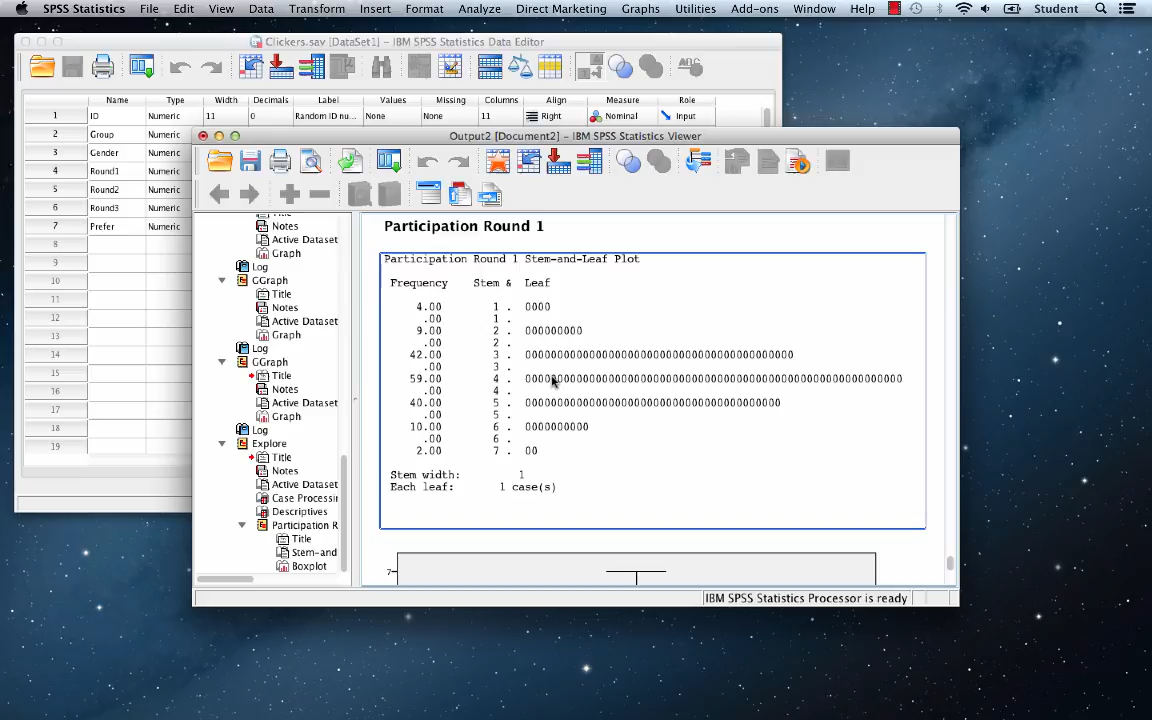 SPSS Statistics File Edit View Data Transform Insert Format Analyze Direct Marketing Graphs Utilities Add-ons Window Help Student
Clickers.sav [DataSet1] – IBM SPSS Statistics Data Editor
Name Type Width Decimals Label Values Missing Columns Align Measure Role
1 ID Numeric 11 0 Random ID nu... None None 11 Right Nominal Input
2 Group Numeric
3 Gender Numeric
4 Round1 Numeric
5 Round2 Numeric
6 Round3 Numeric
7 Prefer Numeric
8
9
10
11
12
13
14
15
16
17
18
19
Output2 [Document2] – IBM SPSS Statistics Viewer
Notes
Active Dataset
Graph
Log
GGraph
Title
Notes
Active Dataset
Graph
Log
GGraph
Title
Notes
Active Dataset
Graph
Log
Explore
Title
Notes
Active Dataset
Case Processin
Descriptives
Participation R
Title
Stem-and
Boxplot
Participation Round 1
Participation Round 1 Stem-and-Leaf Plot
Frequency Stem & Leaf
4.00 1 . 0000
.00 1 .
9.00 2 . 000000000
.00 2 .
42.00 3 . 000000000000000000000000000000000000000000
.00 3 .
59.00 4 . 00000000000000000000000000000000000000000000000000000000000
.00 4 .
40.00 5 . 0000000000000000000000000000000000000000
.00 5 .
10.00 6 . 0000000000
.00 6 .
2.00 7 . 00
Stem width: 1
Each leaf: 1 case(s)
7
IBM SPSS Statistics Processor is ready